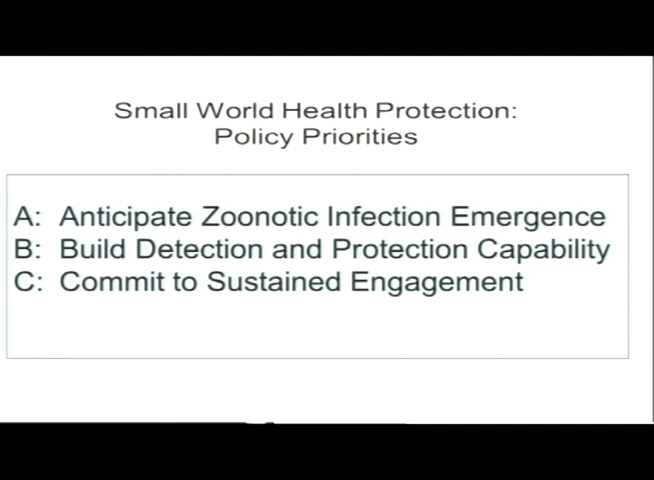 Small World Health Protection:
Policy Priorities
A: Anticipate Zoonotic Infection Emergence
B: Build Detection and Protection Capability
C: Commit to Sustained Engagement